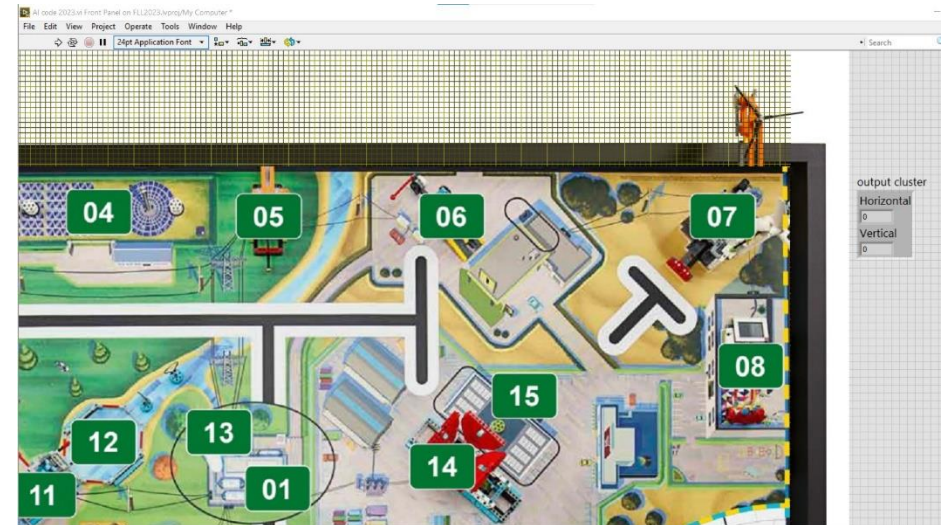 AI code 2023.vi Front Panel on FLL2023.lvproj/My Computer *
File Edit View Project Operate Tools Window Help
24pt Application Font
Search
output cluster
Horizontal
0
Vertical
0
04
05
06
07
08
15
13
12
14
01
11